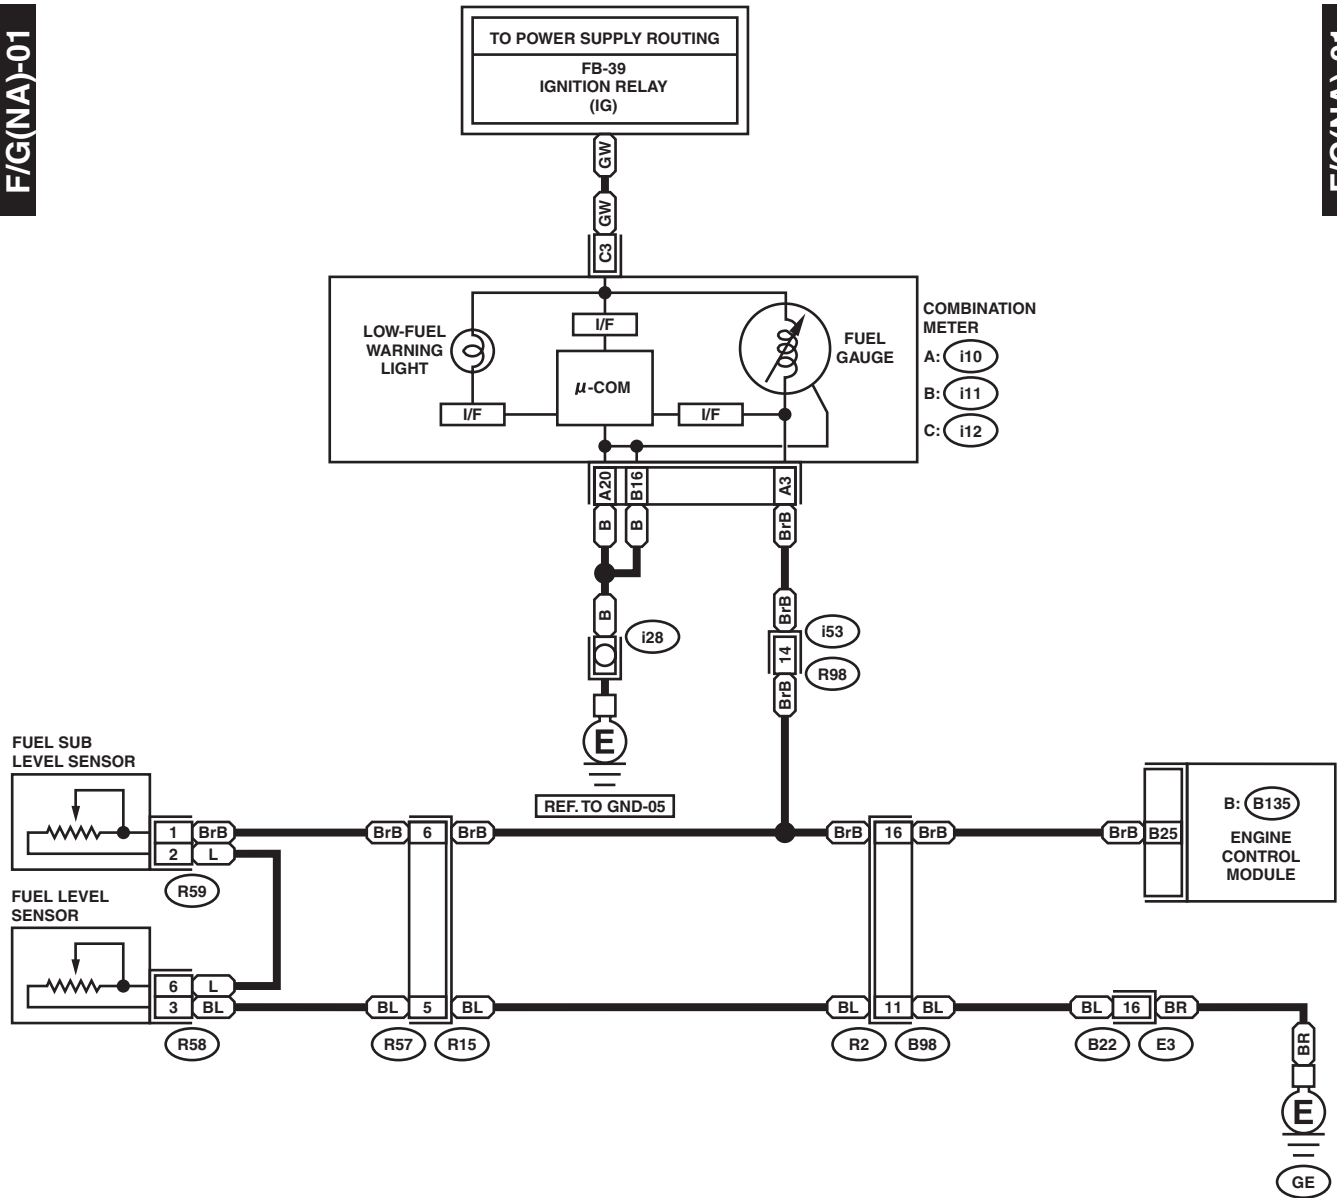 F/G(NA)-01
TO POWER SUPPLY ROUTING
FB-39
IGNITION RELAY
(IG)
GW
GW
C3
LOW-FUEL
WARNING
LIGHT
I/F
μ-COM
I/F
I/F
FUEL
GAUGE
COMBINATION
METER
A: i10
B: i11
C: i12
A20
B16
A3
B
B
BrB
B
i28
BrB
i53
14
R98
BrB
E
REF. TO GND-05
FUEL SUB
LEVEL SENSOR
1 BrB
2 L
R59
BrB 6 BrB
BrB 16 BrB
BrB B25
B: B135
ENGINE
CONTROL
MODULE
FUEL LEVEL
SENSOR
6 L
3 BL
R58
BL 5 BL
R57
R15
BL 11 BL
R2
B98
BL 16 BR
B22
E3
BR
E
GE